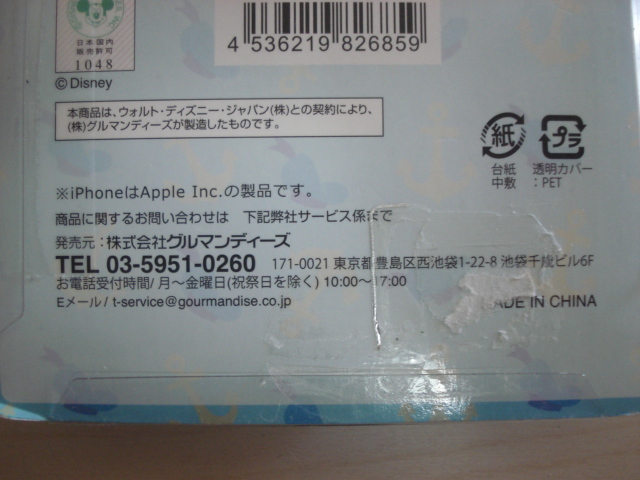 日本国内
販売許可
1048
4 536219 826859
©Disney
本商品は、ウォルト・ディズニー・ジャパン(株)との契約により、
(株)グルマンディーズが製造したものです。
紙
プラ
台紙 透明カバー
中敷 :PET
※iPhoneはApple Inc.の製品です。
商品に関するお問い合わせは 下記弊社サービス係まで
発売元:株式会社グルマンディーズ
TEL 03-5951-0260 171-0021 東京都豊島区西池袋1-22-8 池袋千歳ビル6F
お電話受付時間/月〜金曜日(祝祭日を除く)10:00〜17:00
Eメール/t-service@gourmandise.co.jp
MADE IN CHINA